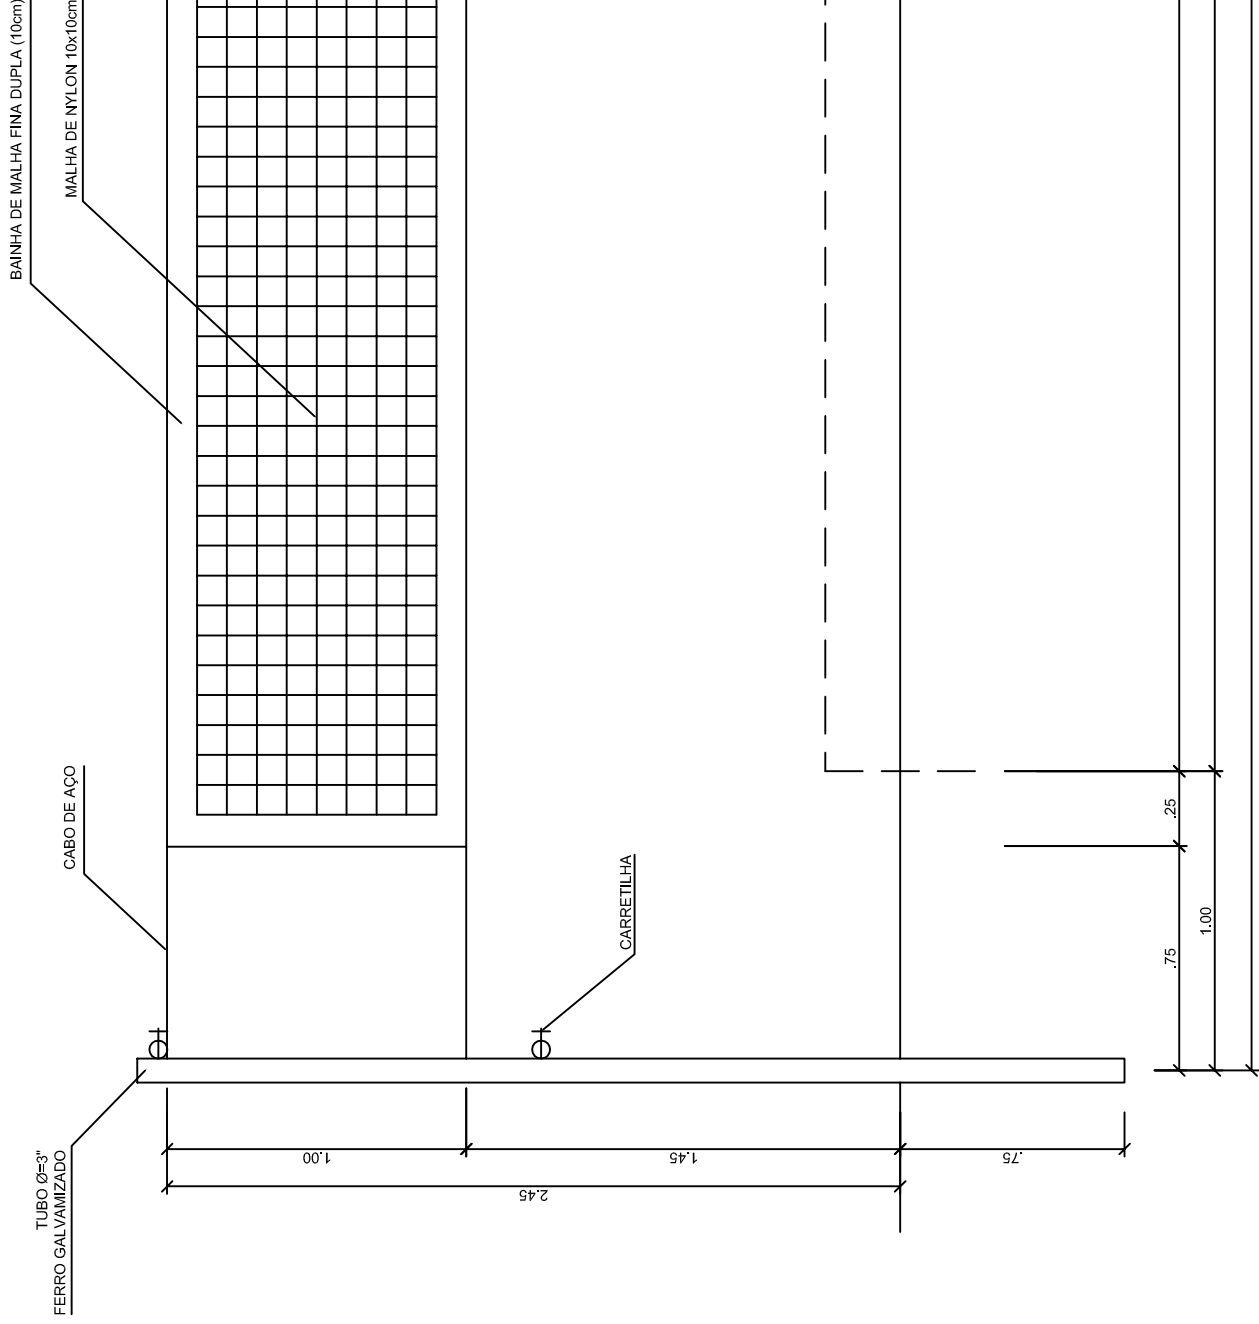 BAINHA DE MALHA FINA DUPLA (10cm)
MALHA DE NYLON 10x10cm
CABO DE AÇO
CARRETILHA
TUBO Ø=3"
FERRO GALVAMIZADO
1.00
1.45
.75
2.45
.75
.25
1.00